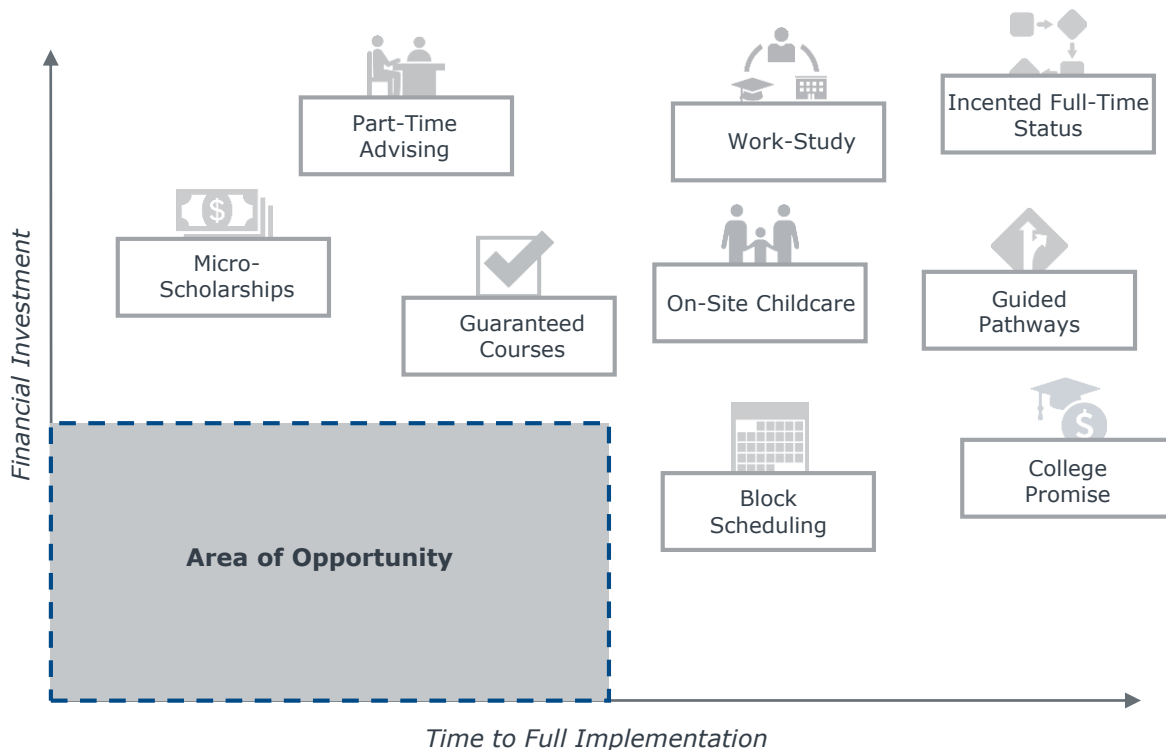 Incented Full-Time
Status
Part-Time
Advising
Work-Study
$
Micro-
Scholarships
Guaranteed
Courses
On-Site Childcare
Guided
Pathways
Financial Investment
$
Block
Scheduling
College
Promise
Area of Opportunity
Time to Full Implementation